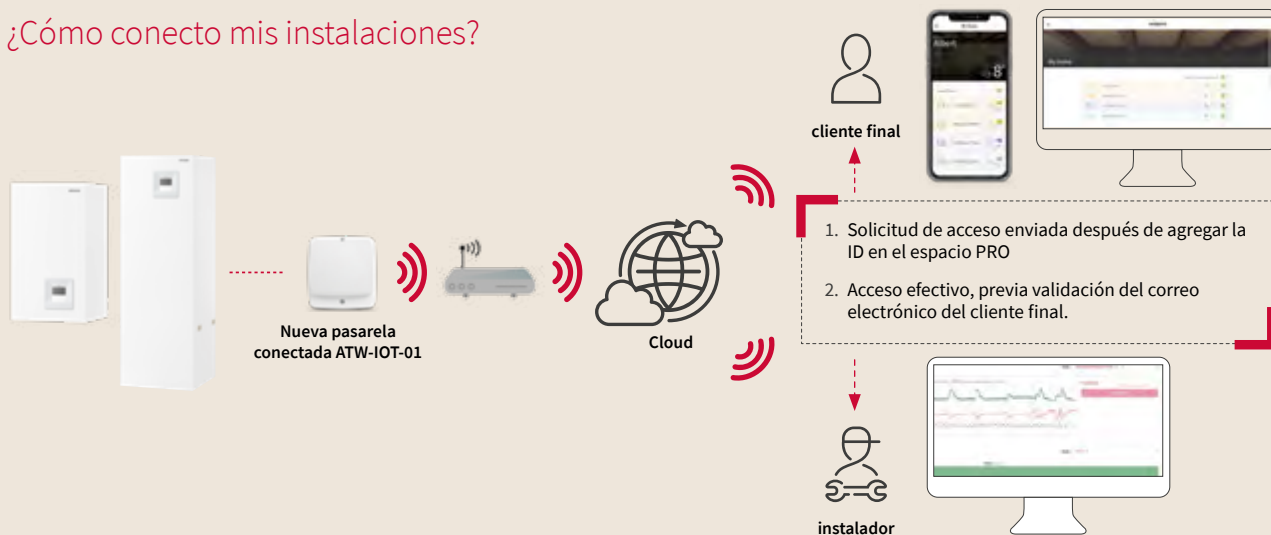 ¿Cómo conecto mis instalaciones?
cliente final
1. Solicitud de acceso enviada después de agregar la
ID en el espacio PRO
2. Acceso efectivo, previa validación del correo
electrónico del cliente final.
Nueva pasarela
conectada ATW-IOT-01
Cloud
instalador